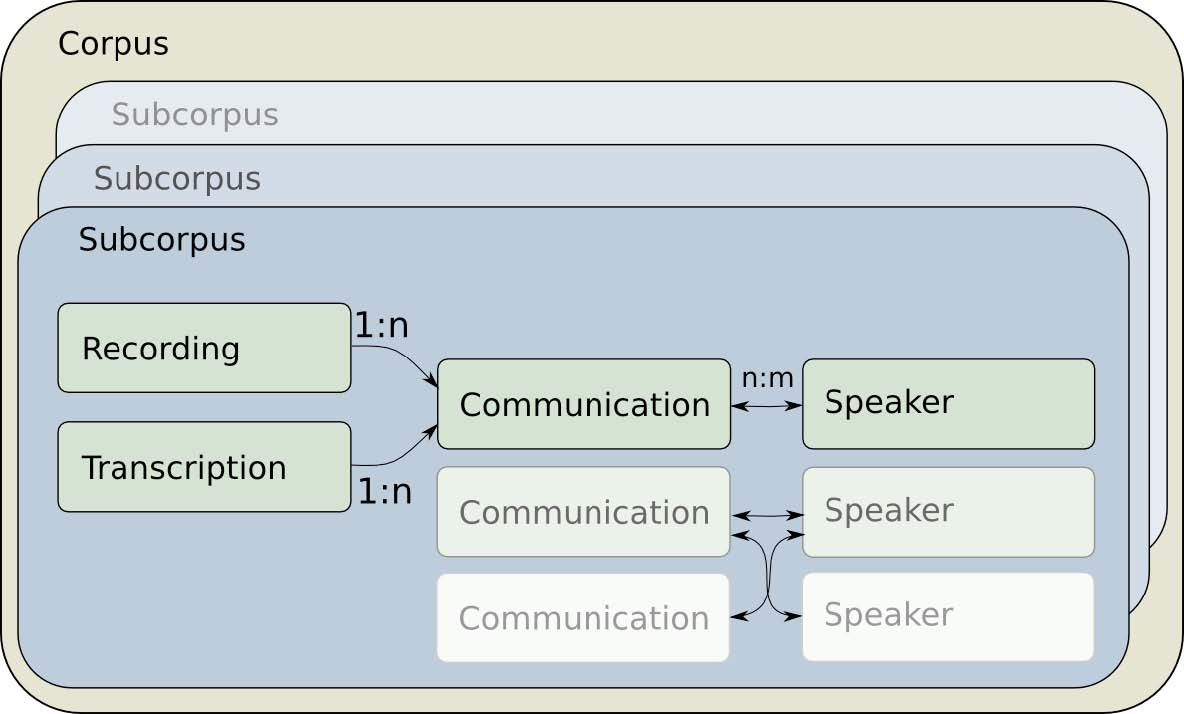 Corpus
Subcorpus
Subcorpus
Subcorpus
Recording
1:n
Transcription
1:n
Communication
n:m
Speaker
Communication
Speaker
Communication
Speaker